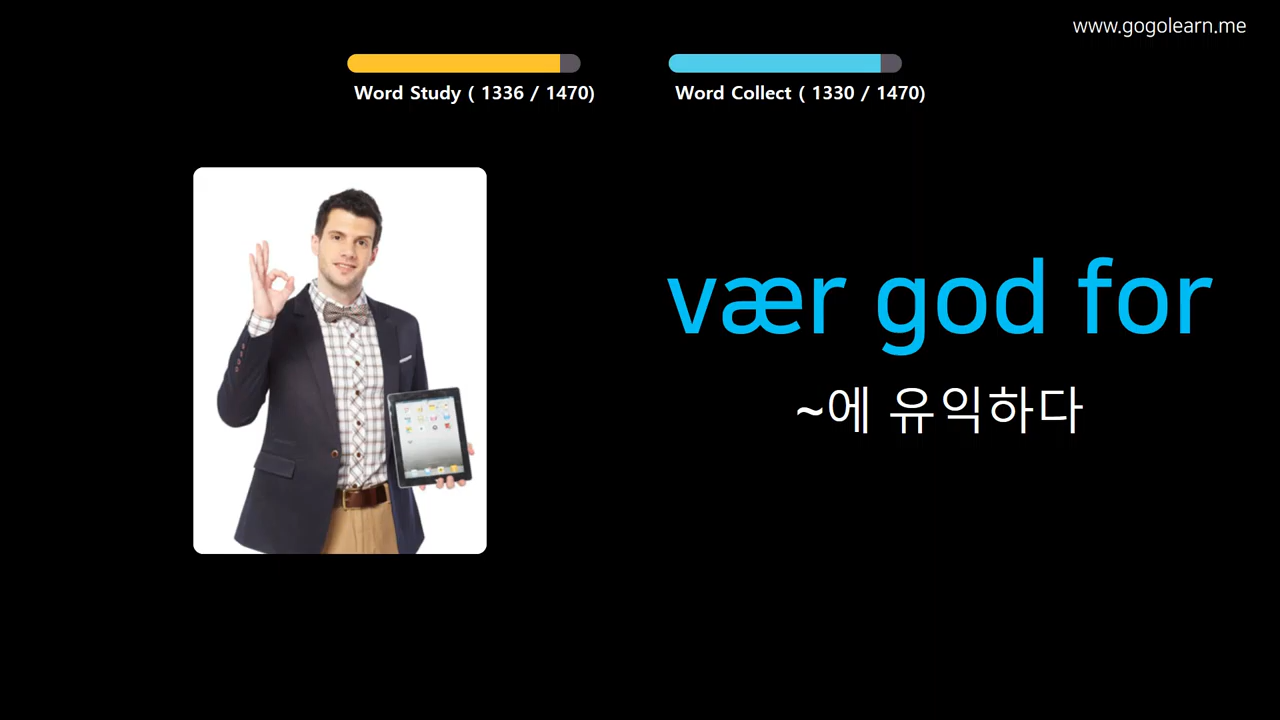 www.gogolearn.me
Word Study ( 1336 / 1470)
Word Collect ( 1330 / 1470)
vær god for
~에 유익하다